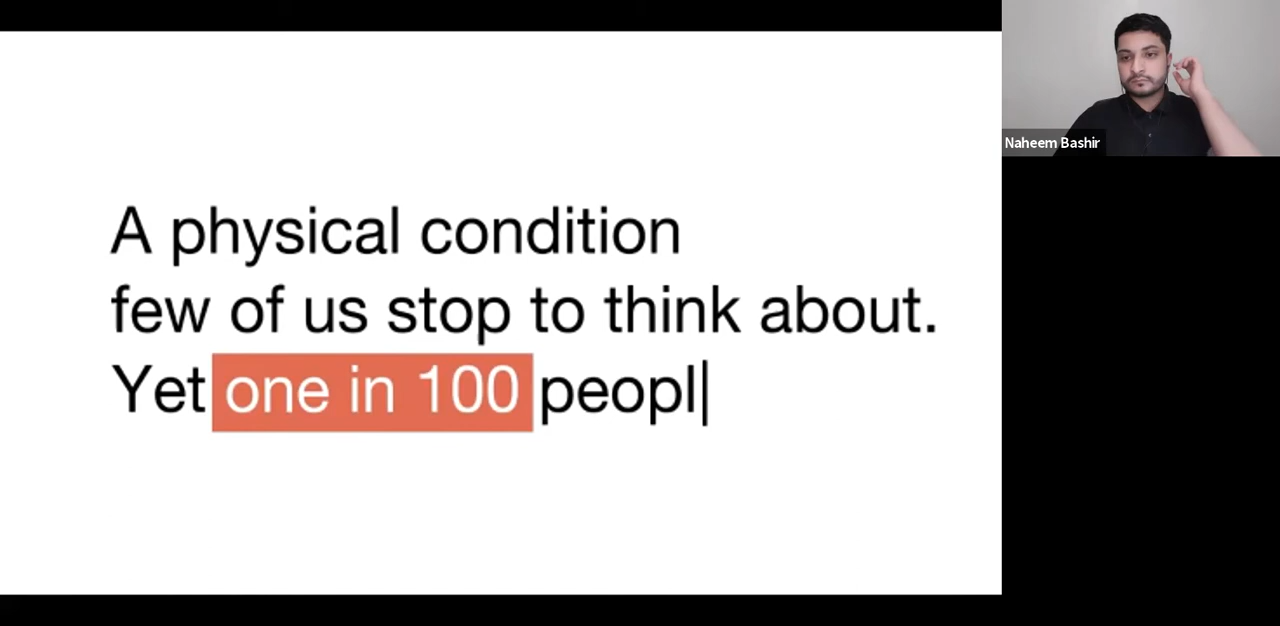 A physical condition
few of us stop to think about.
Yet one in 100 peopl
Naheem Bashir